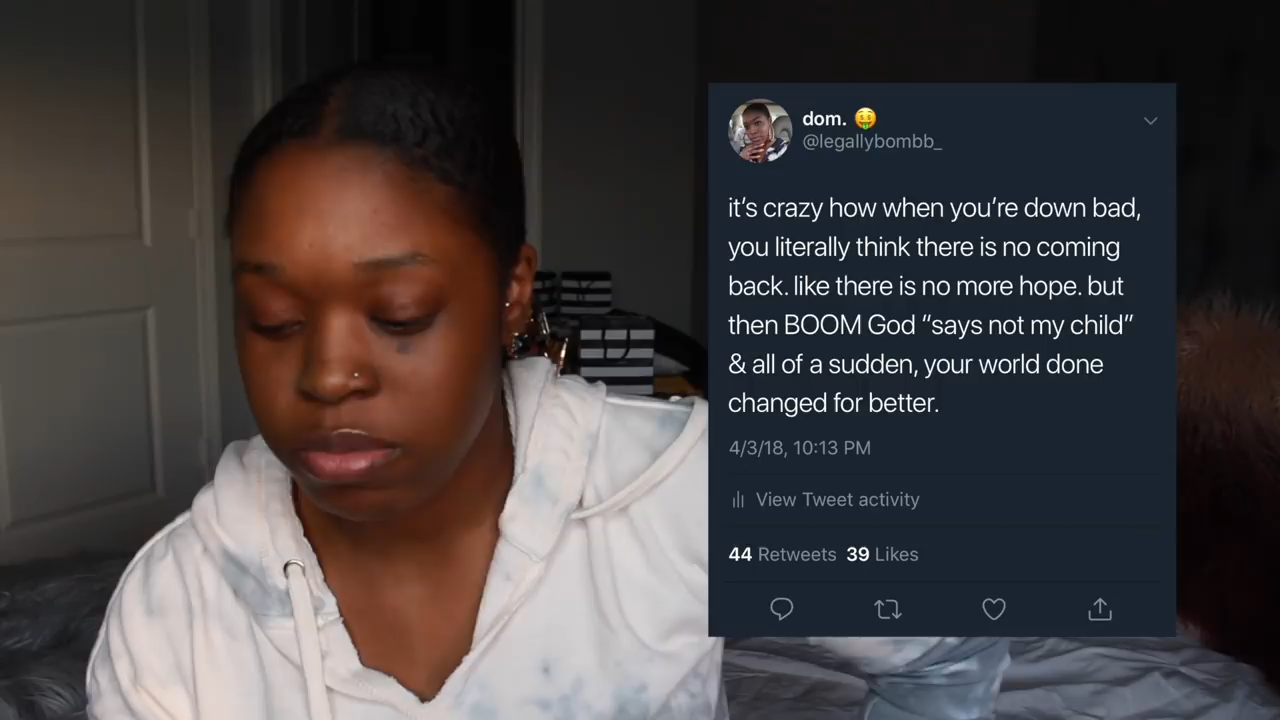 dom. 🤑
@legallybombb_
it’s crazy how when you’re down bad,
you literally think there is no coming
back. like there is no more hope. but
then BOOM God “says not my child”
& all of a sudden, your world done
changed for better.
4/3/18, 10:13 PM
View Tweet activity
44 Retweets 39 Likes